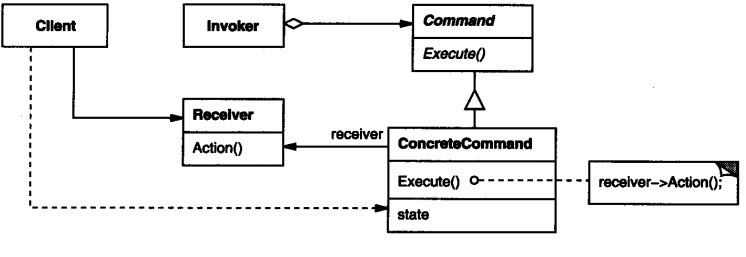 Client
Invoker
Command
Execute()
Receiver
Action()
receiver
ConcreteCommand
Execute()
receiver->Action();
state